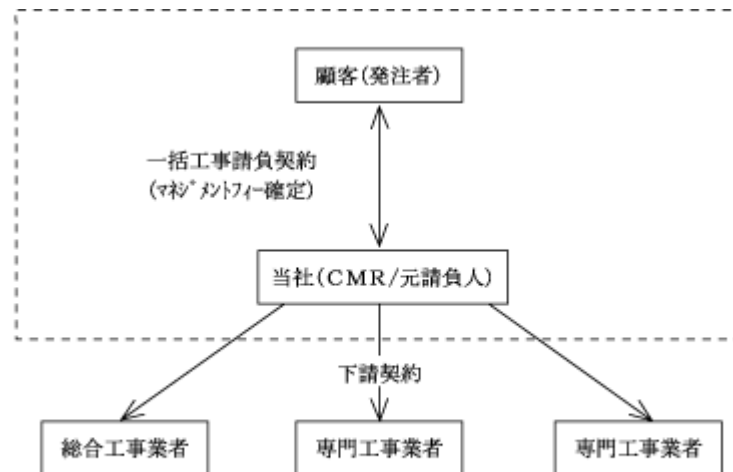 顧客(発注者)
一括工事請負契約
(ﾏﾈｼﾞﾒﾝﾄﾌｨｰ確定)
当社(ＣＭＲ/元請負人)
下請契約
総合工事業者
専門工事業者
専門工事業者